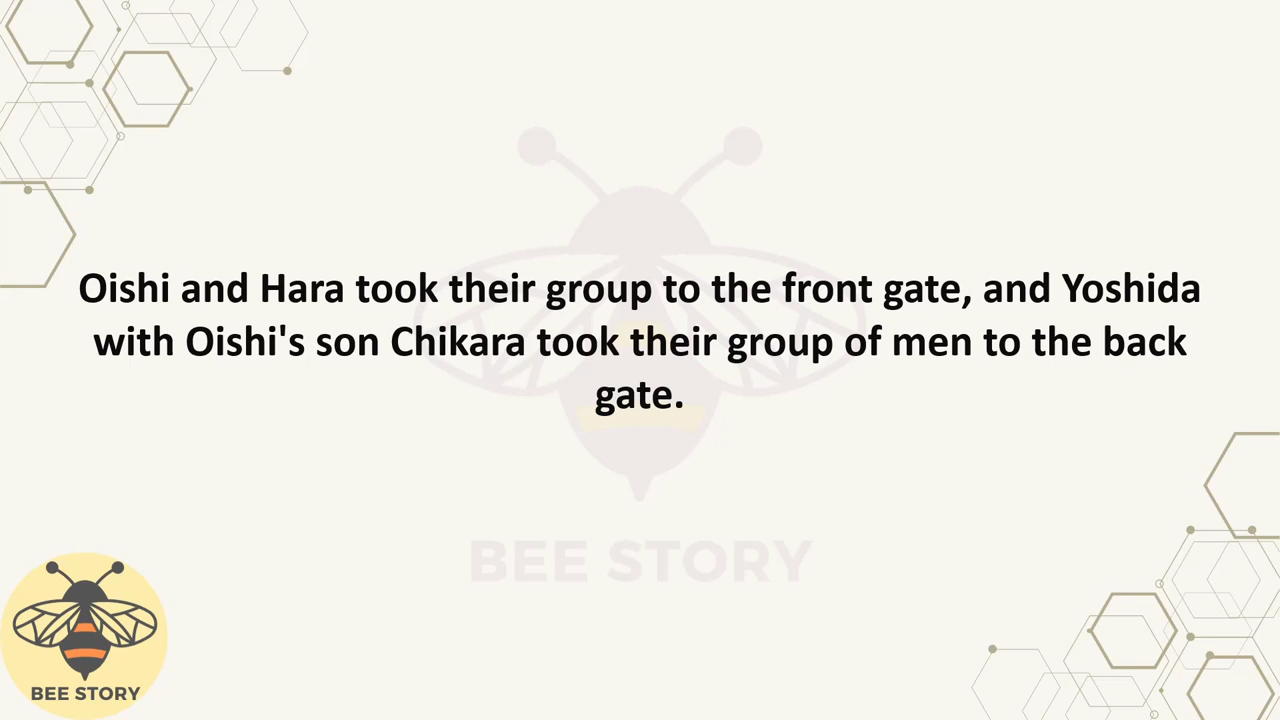 Oishi and Hara took their group to the front gate, and Yoshida
with Oishi's son Chikara took their group of men to the back
gate.
BEE STORY
BEE STORY